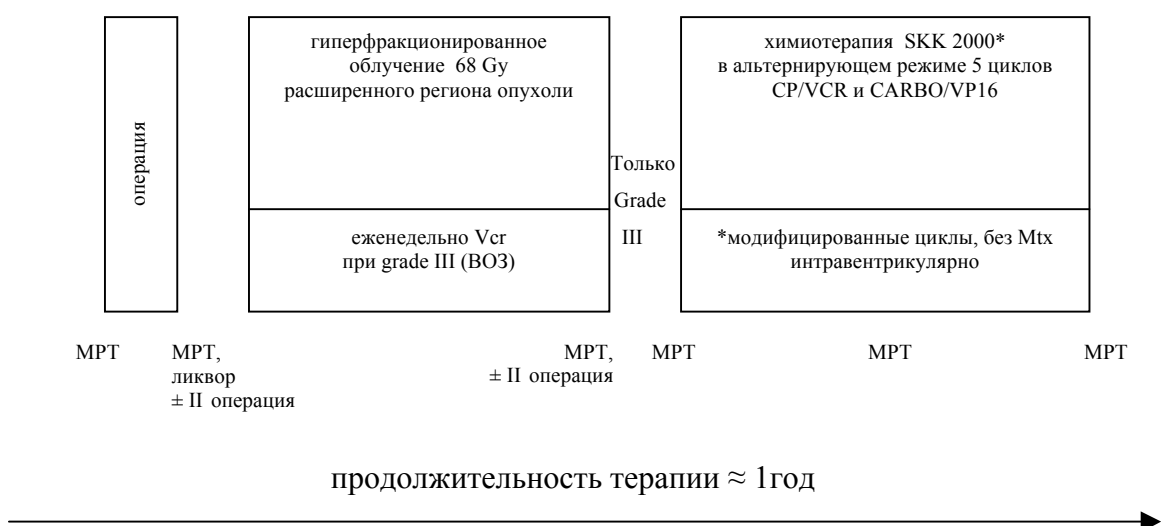 операция
гиперфракционированное
облучение 68 Gy
расширенного региона опухоли
еженедельно Vcr
при grade III (ВОЗ)
Только
Grade
III
химиотерапия SKK 2000*
в альтернирующем режиме 5 циклов
CP/VCR и CARBO/VP16
*модифицированные циклы, без Mtx
интравентрикулярно
МРТ
МРТ,
ликвор
± II операция
МРТ,
± II операция
МРТ
МРТ
МРТ
продолжительность терапии ≈ 1год